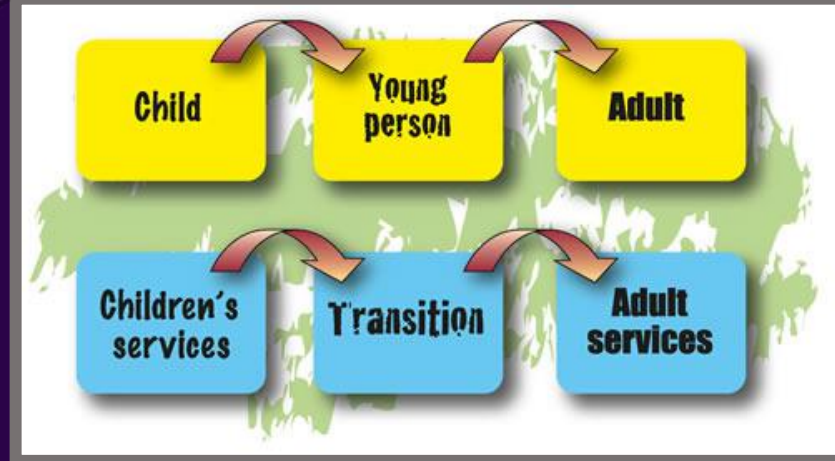 Child
Young
person
Adult
Children's
services
Transition
Adult
services